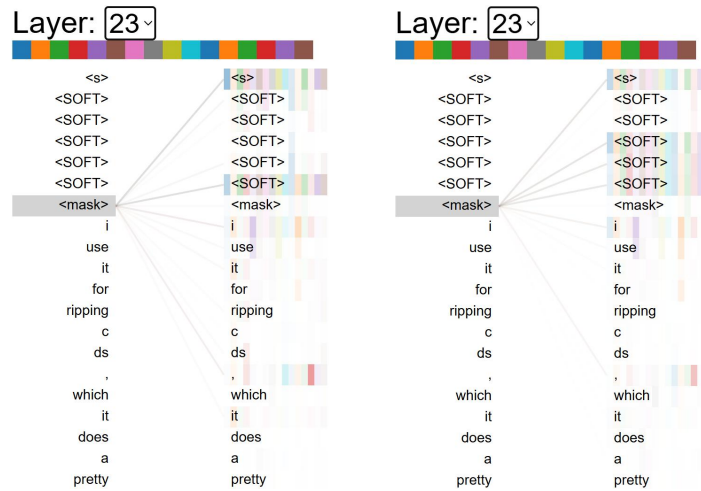 Layer: 23
<s> <s>
<SOFT> <SOFT>
<SOFT> <SOFT>
<SOFT> <SOFT>
<SOFT> <SOFT>
<SOFT> <SOFT>
<mask> <mask>
i i
use use
it it
for for
ripping ripping
c c
ds ds
, ,
which which
it it
does does
a a
pretty pretty
Layer: 23
<s> <s>
<SOFT> <SOFT>
<SOFT> <SOFT>
<SOFT> <SOFT>
<SOFT> <SOFT>
<SOFT> <SOFT>
<mask> <mask>
i i
use use
it it
for for
ripping ripping
c c
ds ds
, ,
which which
it it
does does
a a
pretty pretty